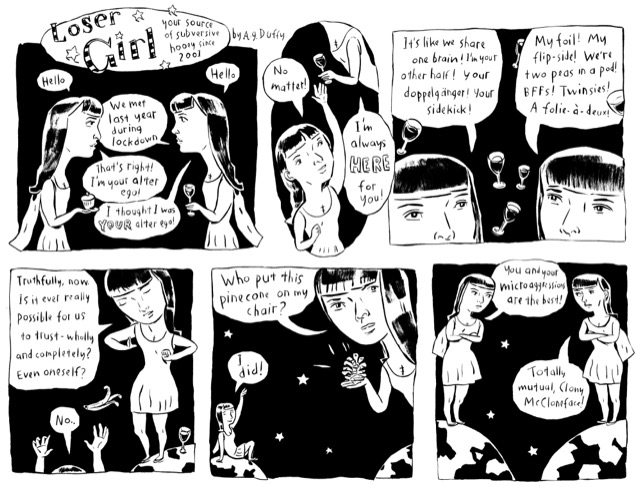 Loser
Girl
your source
of subversive
hooey since
2007
by A.G. Duffy
Hello
Hello
We met
last year
during
lockdown
That's right!
I'm your alter
ego!
I thought I was
YOUR alter ego!
No
matter!
I'm
always
HERE
for
you!
It's like we share
one brain! I'm your
other half! Your
doppelgänger! Your
sidekick!
My foil! My
flip-side! We're
two peas in a pod!
BFFs! Twinsies!
A folie-à-deux!
Truthfully, now.
Is it ever really
possible for us
to trust-wholly
and completely?
Even oneself?
No..
Who put this
pinecone on my
chair?
I
did!
You and your
microaggressions
are the best!
Totally
mutual, Clony
McCloneface!